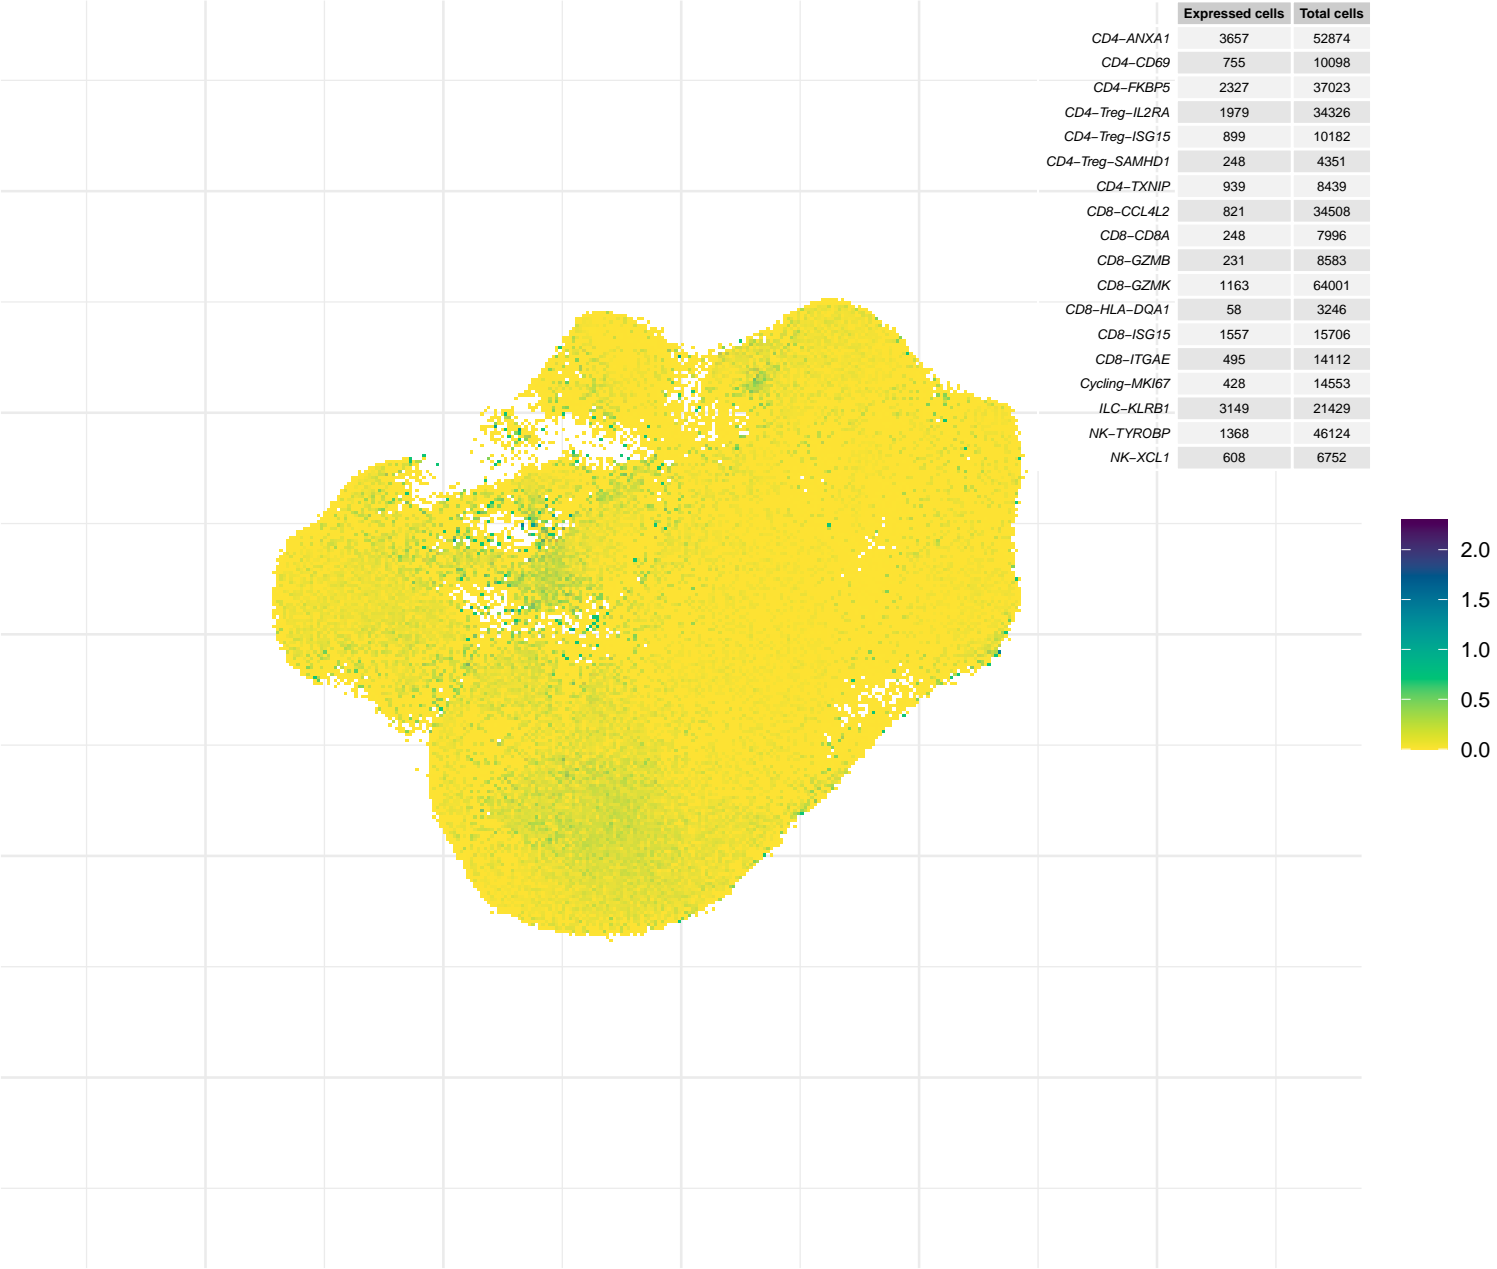 Expressed cells Total cells
CD4−ANXA1 3657 52874
CD4−CD69 755 10098
CD4−FKBP5 2327 37023
CD4−Treg−IL2RA 1979 34326
CD4−Treg−ISG15 899 10182
CD4−Treg−SAMHD1 248 4351
CD4−TXNIP 939 8439
CD8−CCL4L2 821 34508
CD8−CD8A 248 7996
CD8−GZMB 231 8583
CD8−GZMK 1163 64001
CD8−HLA−DQA1 58 3246
CD8−ISG15 1557 15706
CD8−ITGAE 495 14112
Cycling−MKI67 428 14553
ILC−KLRB1 3149 21429
NK−TYROBP 1368 46124
NK−XCL1 608 6752
2.0
1.5
1.0
0.5
0.0